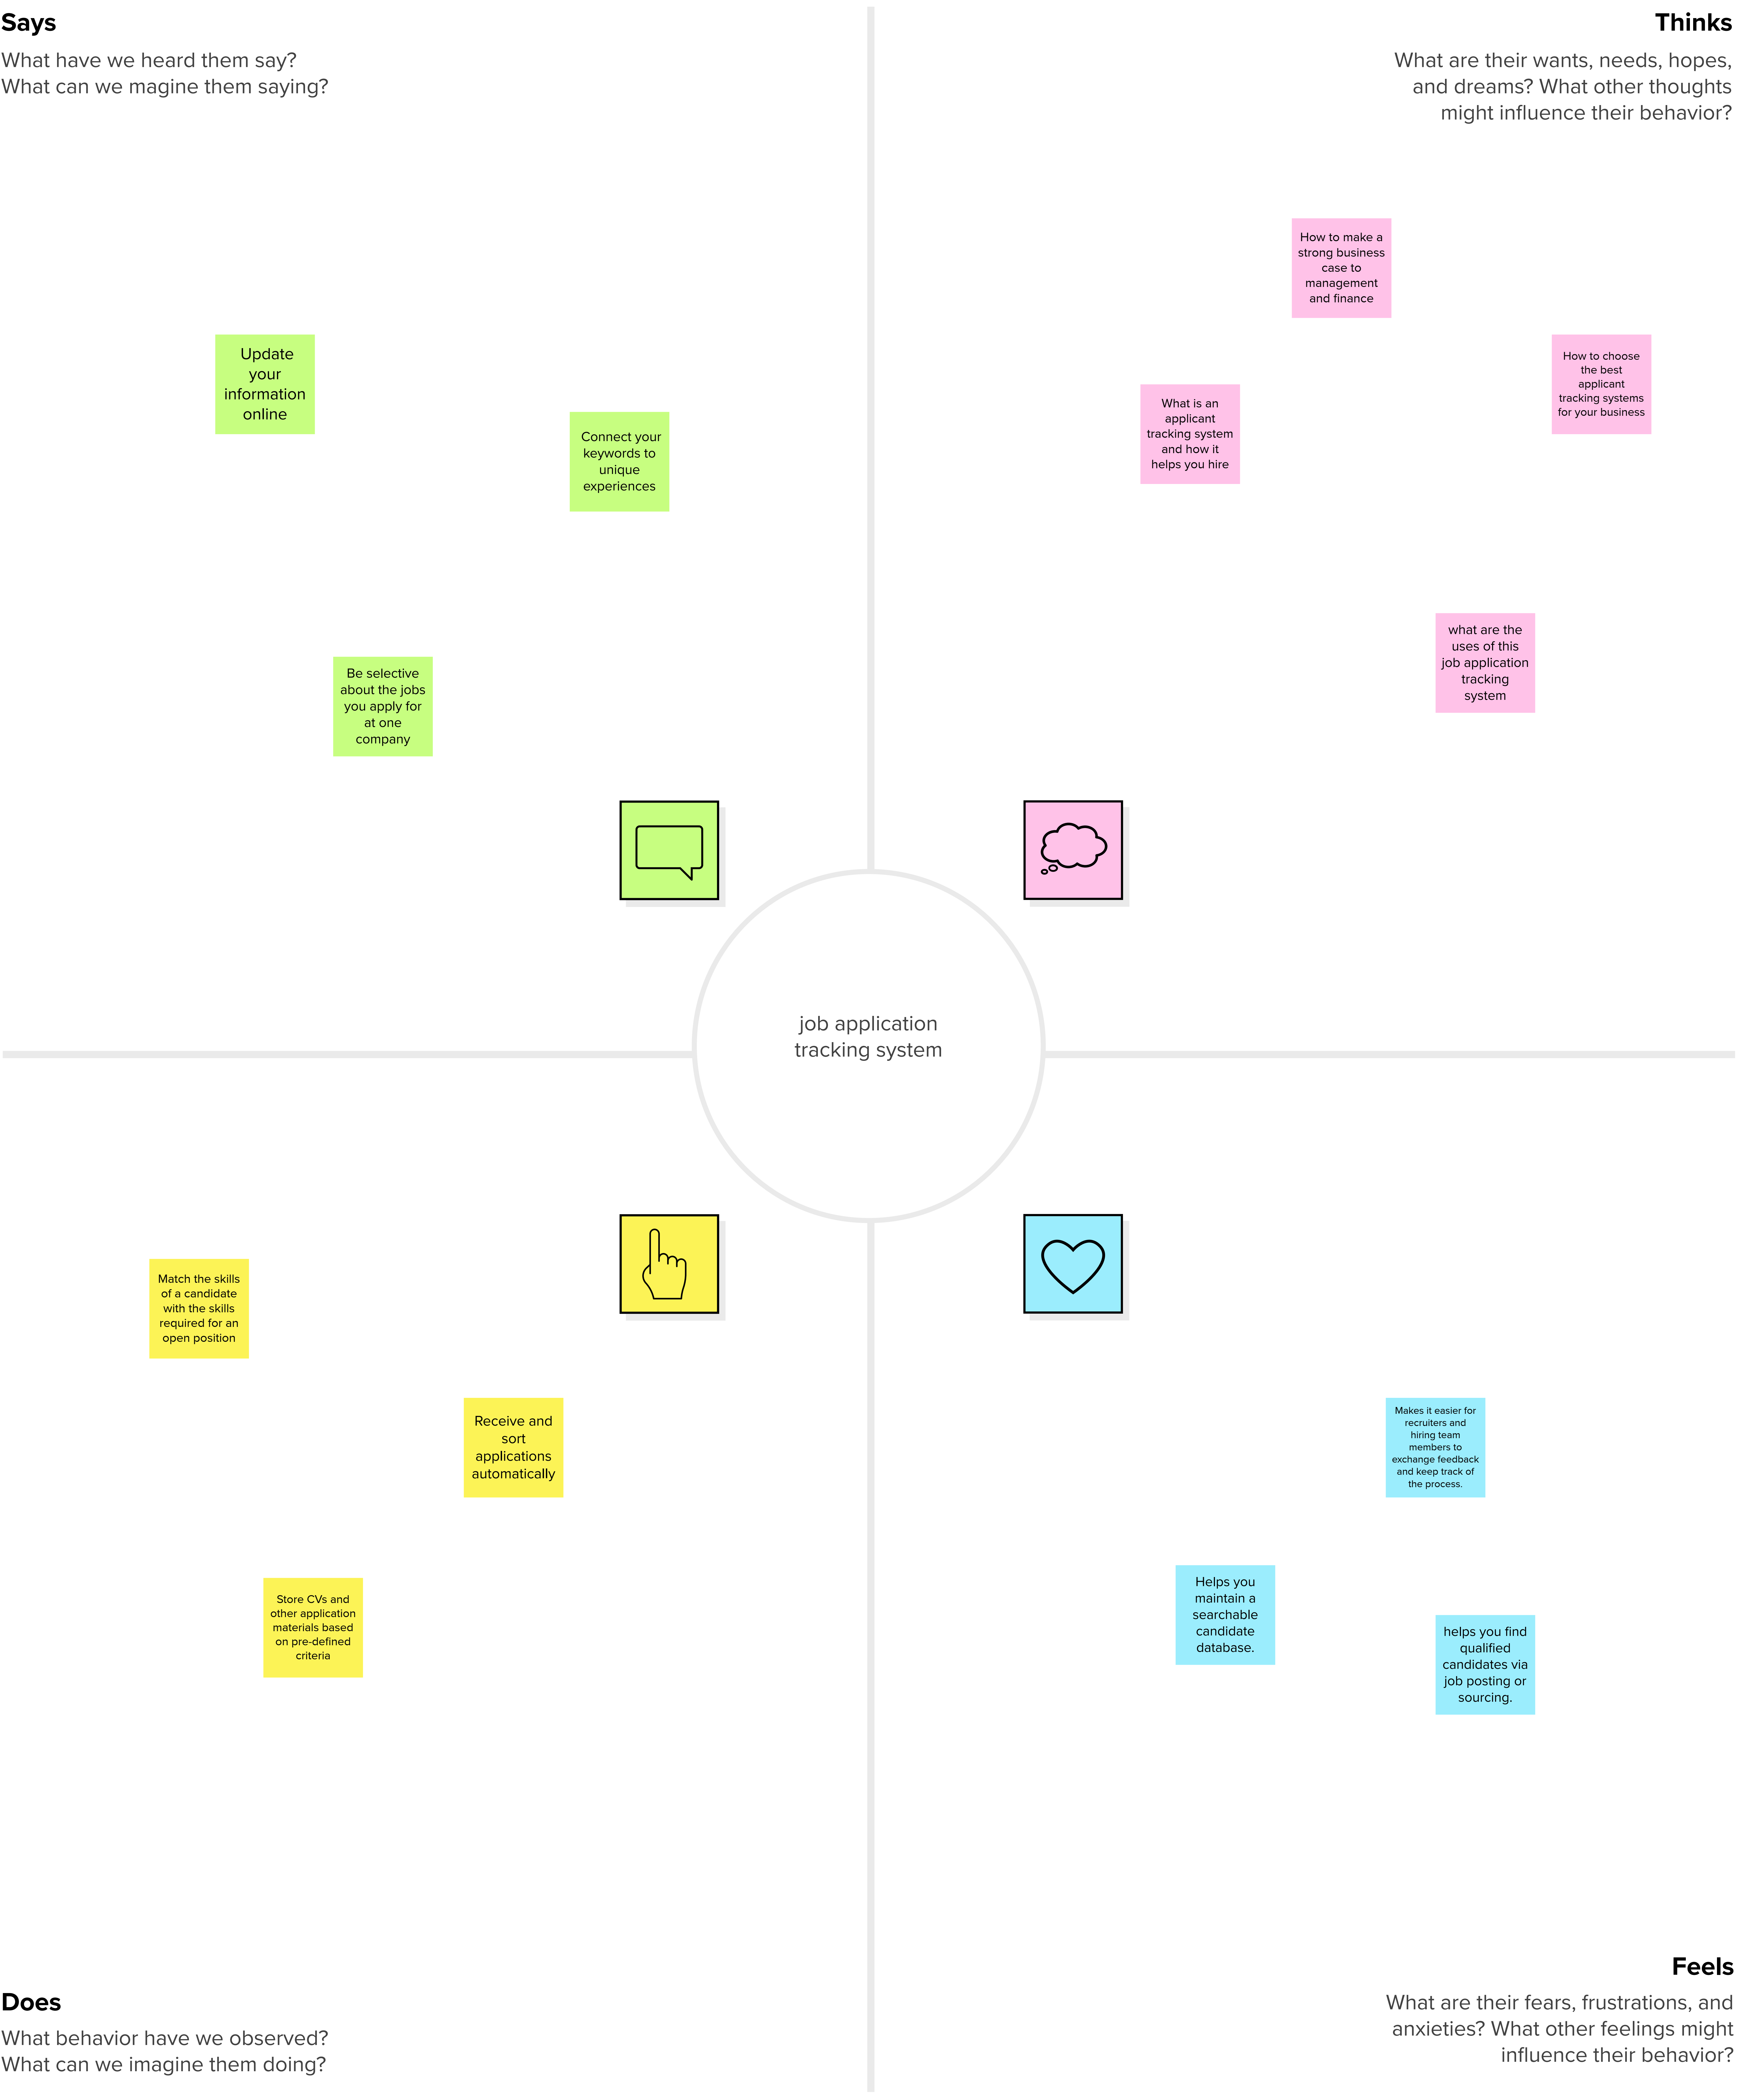 Says
What have we heard them say?
What can we magine them saying?
Thinks
What are their wants, needs, hopes,
and dreams? What other thoughts
might influence their behavior?
Update
your
information
online
Connect your
keywords to
unique
experiences
Be selective
about the jobs
you apply for
at one
company
How to make a
strong business
case to
management
and finance
How to choose
the best
applicant
tracking systems
for your business
What is an
applicant
tracking system
and how it
helps you hire
what are the
uses of this
job application
tracking
system
job application
tracking system
Match the skills
of a candidate
with the skills
required for an
open position
Receive and
sort
applications
automatically
Store CVs and
other application
materials based
on pre-defined
criteria
Makes it easier for
recruiters and
hiring team
members to
exchange feedback
and keep track of
the process.
Helps you
maintain a
searchable
candidate
database.
helps you find
qualified
candidates via
job posting or
sourcing.
Does
What behavior have we observed?
What can we imagine them doing?
Feels
What are their fears, frustrations, and
anxieties? What other feelings might
influence their behavior?